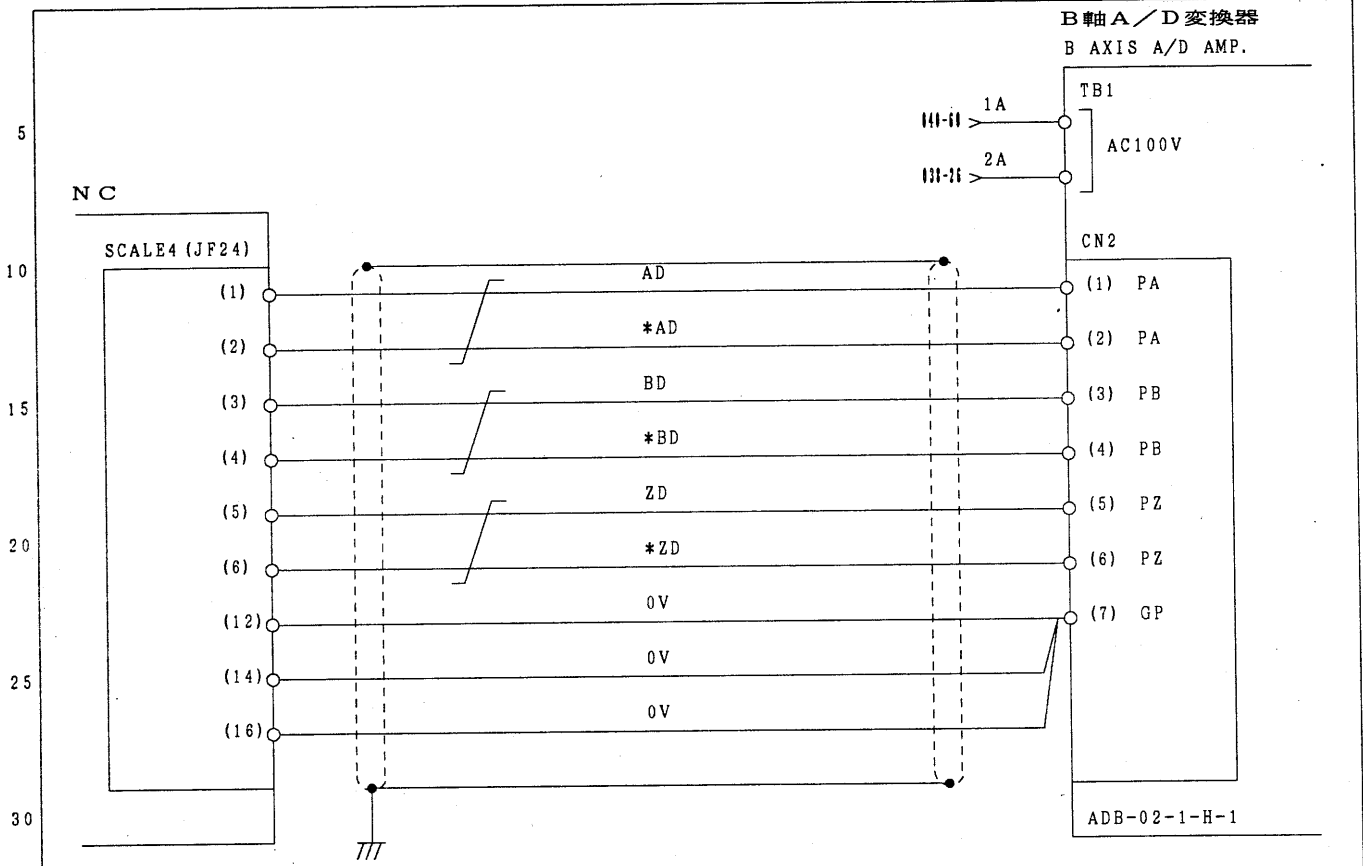 B軸A/D変換器
B AXIS A/D AMP.
TB1
1A
5
AC100V
2A
NC
SCALE4(JF24)
CN2
10
AD
(1)
(1) PA
*AD
(2)
(2) PA
BD
15
(3)
(3) PB
*BD
(4)
(4) PB
ZD
(5)
(5) PZ
20
*ZD
(6)
(6) PZ
0V
(12)
(7) GP
0V
25
(14)
0V
(16)
30
ADB-02-1-H-1